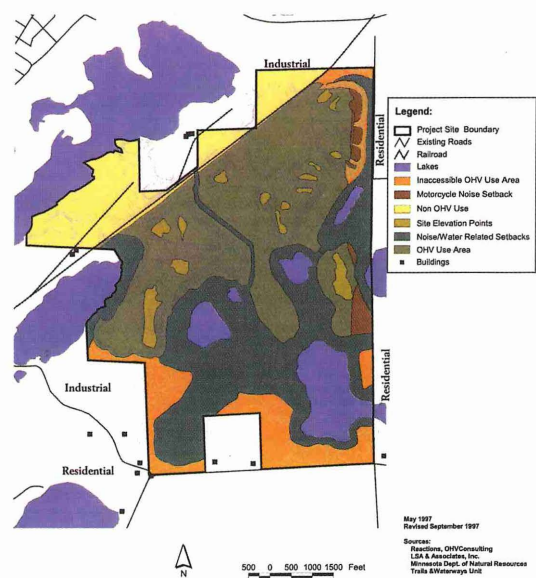 Industrial
Residential
Legend:
Project Site Boundary
Existing Roads
Railroad
Lakes
Inaccessible OHV Use Area
Motorcycle Noise Setback
Non OHV Use
Site Elevation Points
Noise/Water Related Setbacks
OHV Use Area
Buildings
Industrial
Residential
Residential
May 1997
Revised September 1997
Sources:
Reactions, OHVConsulting
LSA & Associates, Inc.
Minnesota Dept. of Natural Resources
Trails &Waterways Unit
N
500 0 500 1000 1500 Feet